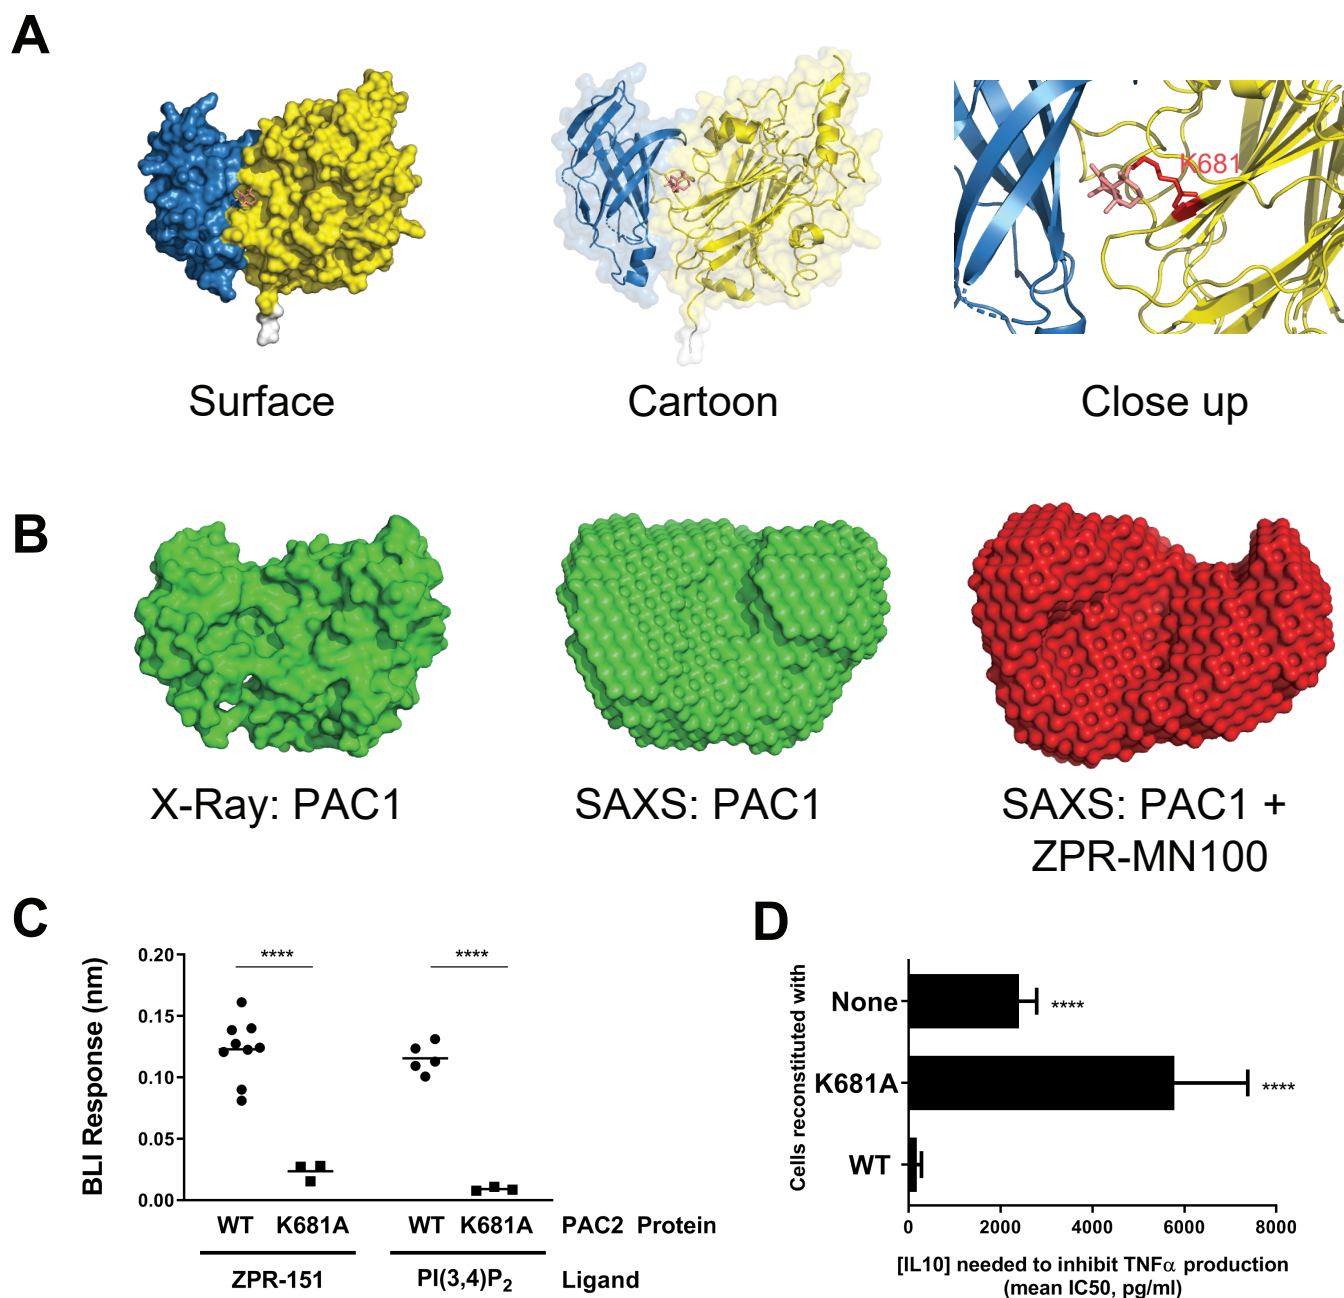 A
K681
Surface
Cartoon
Close up
B
X-Ray: PAC1
SAXS: PAC1
SAXS: PAC1 +
ZPR-MN100
C
BLI Response (nm)
0.20
0.15
0.10
0.05
0.00
****
****
WT
K681A
WT
K681A
PAC2 Protein
ZPR-151
PI(3,4)P₂
Ligand
D
Cells reconstituted with
None
K681A
WT
****
****
0
2000
4000
6000
8000
[IL10] needed to inhibit TNFα production
(mean IC50, pg/ml)